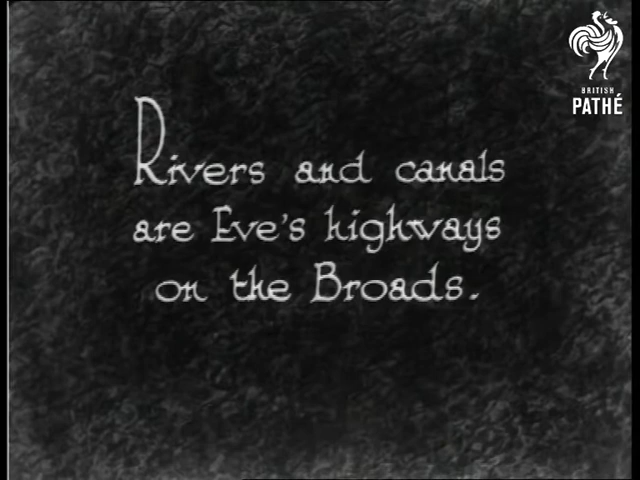 BRITISH
PATHÉ
Rivers and canals
are Eve's highways
on the Broads.